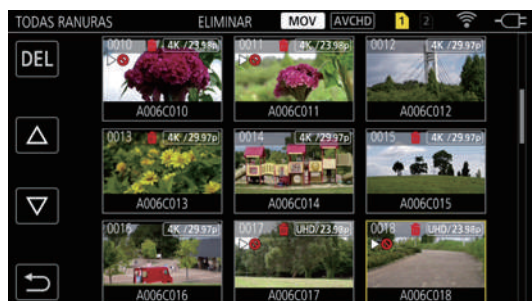 TODAS RANURAS ELIMINAR MOV AVCHD 1 2
DEL
0010 4K /23.98p 0011 4K /23.98p 0012 4K /29.97p
A006C010 A006C011 A006C012
0013 4K /29.97p 0014 4K /29.97p 0015 4K /29.97p
A006C013 A006C014 A006C015
0016 4K /29.97p 0017 UHD/23.98p 0018 UHD/23.98p
A006C016 A006C017 A006C018